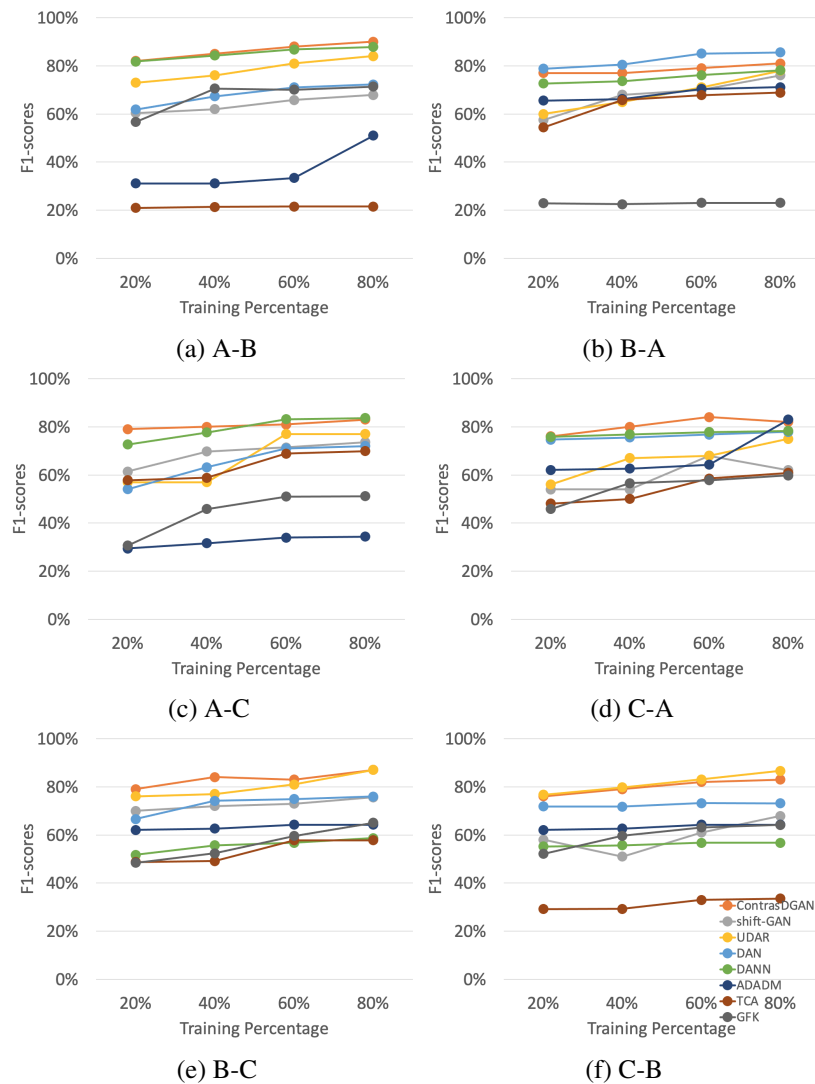 100%
80%
60%
40%
20%
0%
F1-scores
20% 40% 60% 80%
Training Percentage
(a) A-B
100%
80%
60%
40%
20%
0%
F1-scores
20% 40% 60% 80%
Training Percentage
(b) B-A
100%
80%
60%
40%
20%
0%
F1-scores
20% 40% 60% 80%
Training Percentage
(c) A-C
100%
80%
60%
40%
20%
0%
F1-scores
20% 40% 60% 80%
Training Percentage
(d) C-A
100%
80%
60%
40%
20%
0%
F1-scores
20% 40% 60% 80%
Training Percentage
(e) B-C
100%
80%
60%
40%
20%
0%
F1-scores
20% 40% 60% 80%
Training Percentage
ContrasDGAN
shift-GAN
UDAR
DAN
DANN
ADADM
TCA
GFK
(f) C-B